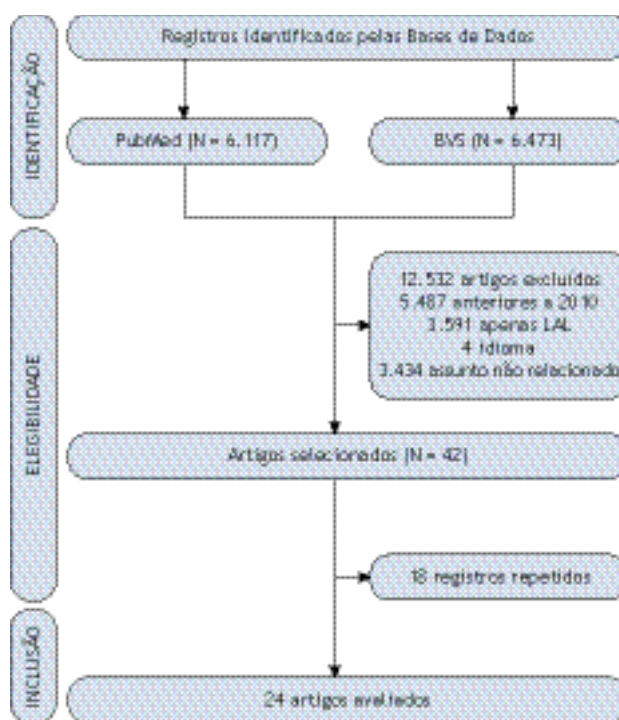 IDENTIFICAÇÃO
Registros Identificados pelas Bases de Dados
PubMed (N = 6.117)
BVS (N = 6.473)
ELEGIBILIDADE
12.532 artigos excluídos
5.487 anteriores a 2010
3.591 apenas LAL
4 idioma
3.434 assunto não relacionado
Artigos selecionados (N = 42)
18 registros repetidos
INCLUSÃO
24 artigos avaliados